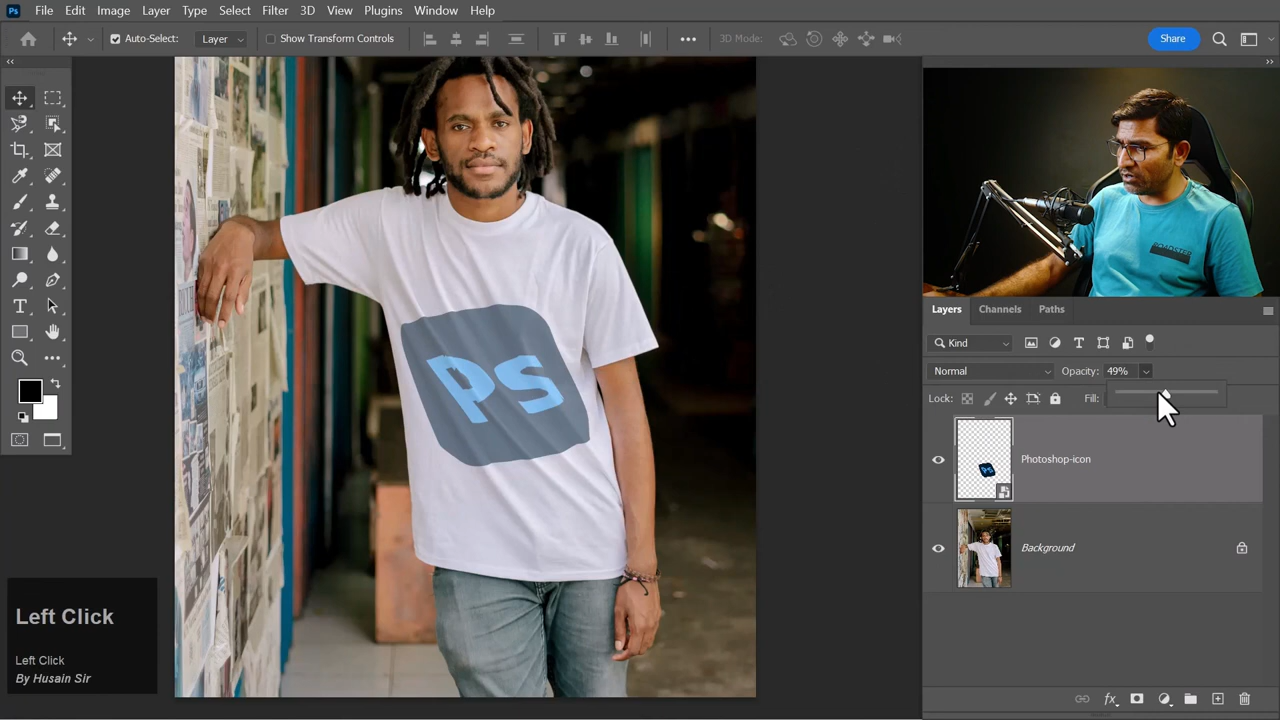 Ps File Edit Image Layer Type Select Filter 3D View Plugins Window Help
Auto-Select: Layer Show Transform Controls 3D Mode: Share
Layers Channels Paths
Kind
Normal Opacity: 49%
Lock: Fill:
Photoshop-icon
Background
Ps
T
Left Click
Left Click
By Husain Sir
fx